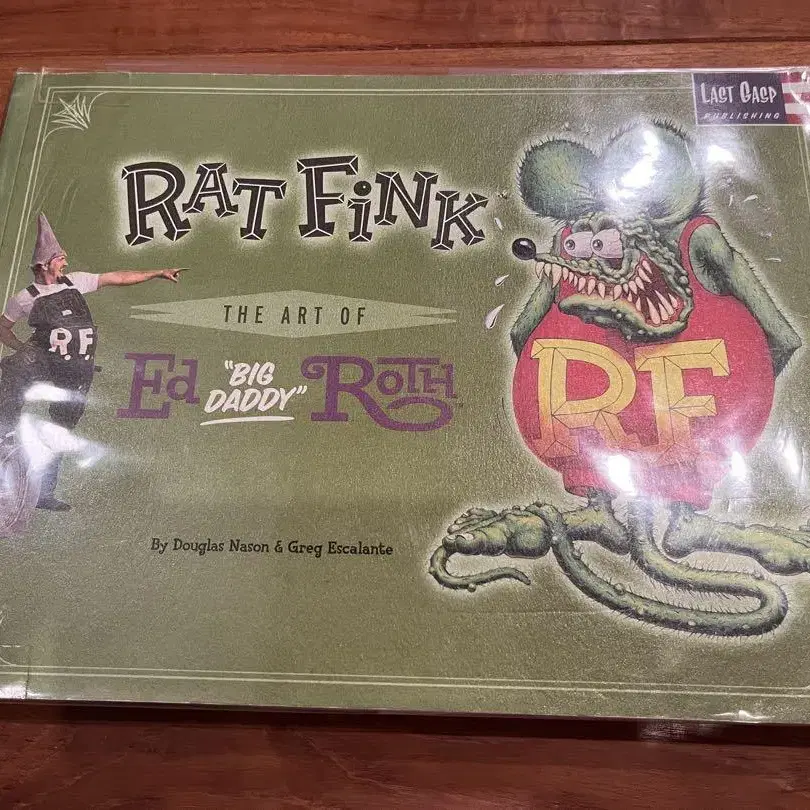 LAST GASP
PUBLISHING
RAT FiNK
THE ART OF
Ed "BIG DADDY" ROTH
R.F.
RF
By Douglas Nason & Greg Escalante